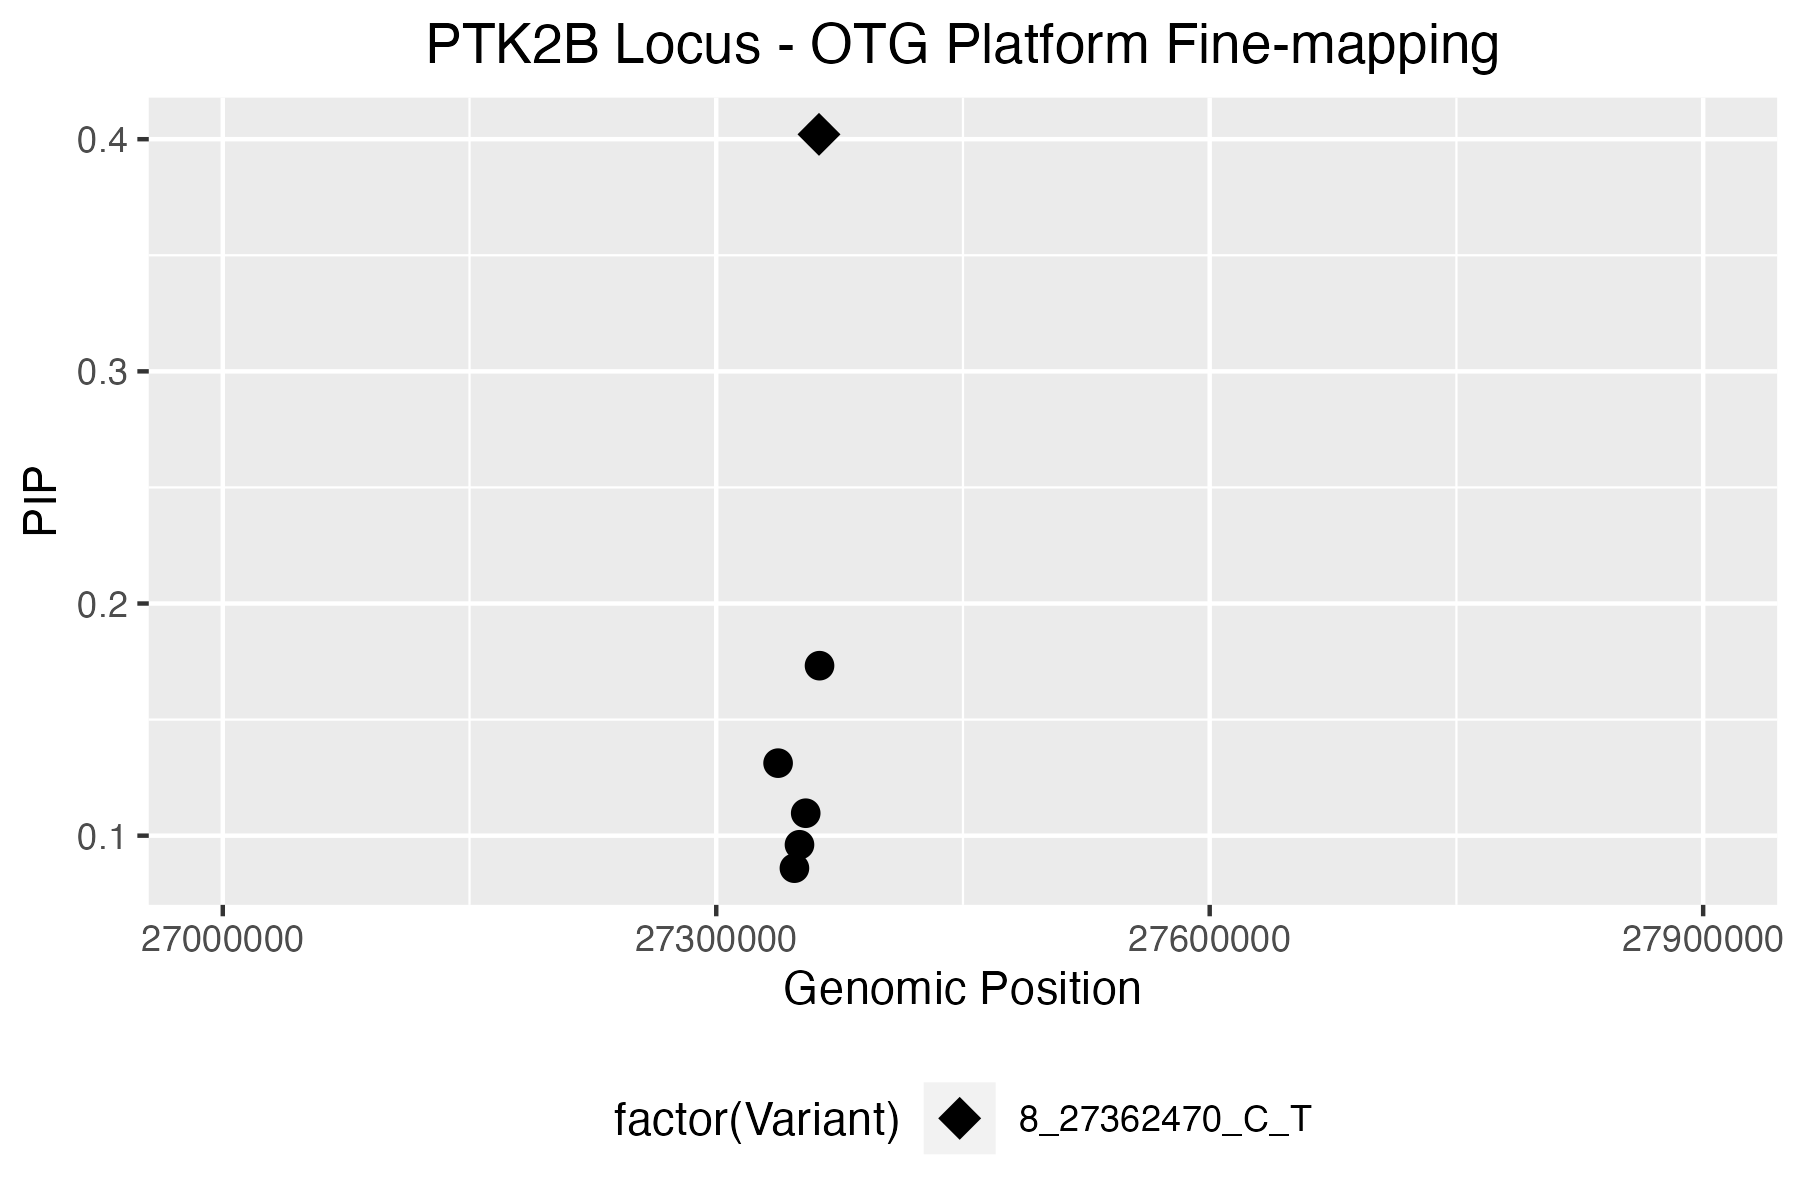 PTK2B Locus - OTG Platform Fine-mapping
0.4
0.3
0.2
0.1
PIP
27000000 27300000 27600000 27900000
Genomic Position
factor(Variant) 8_27362470_C_T